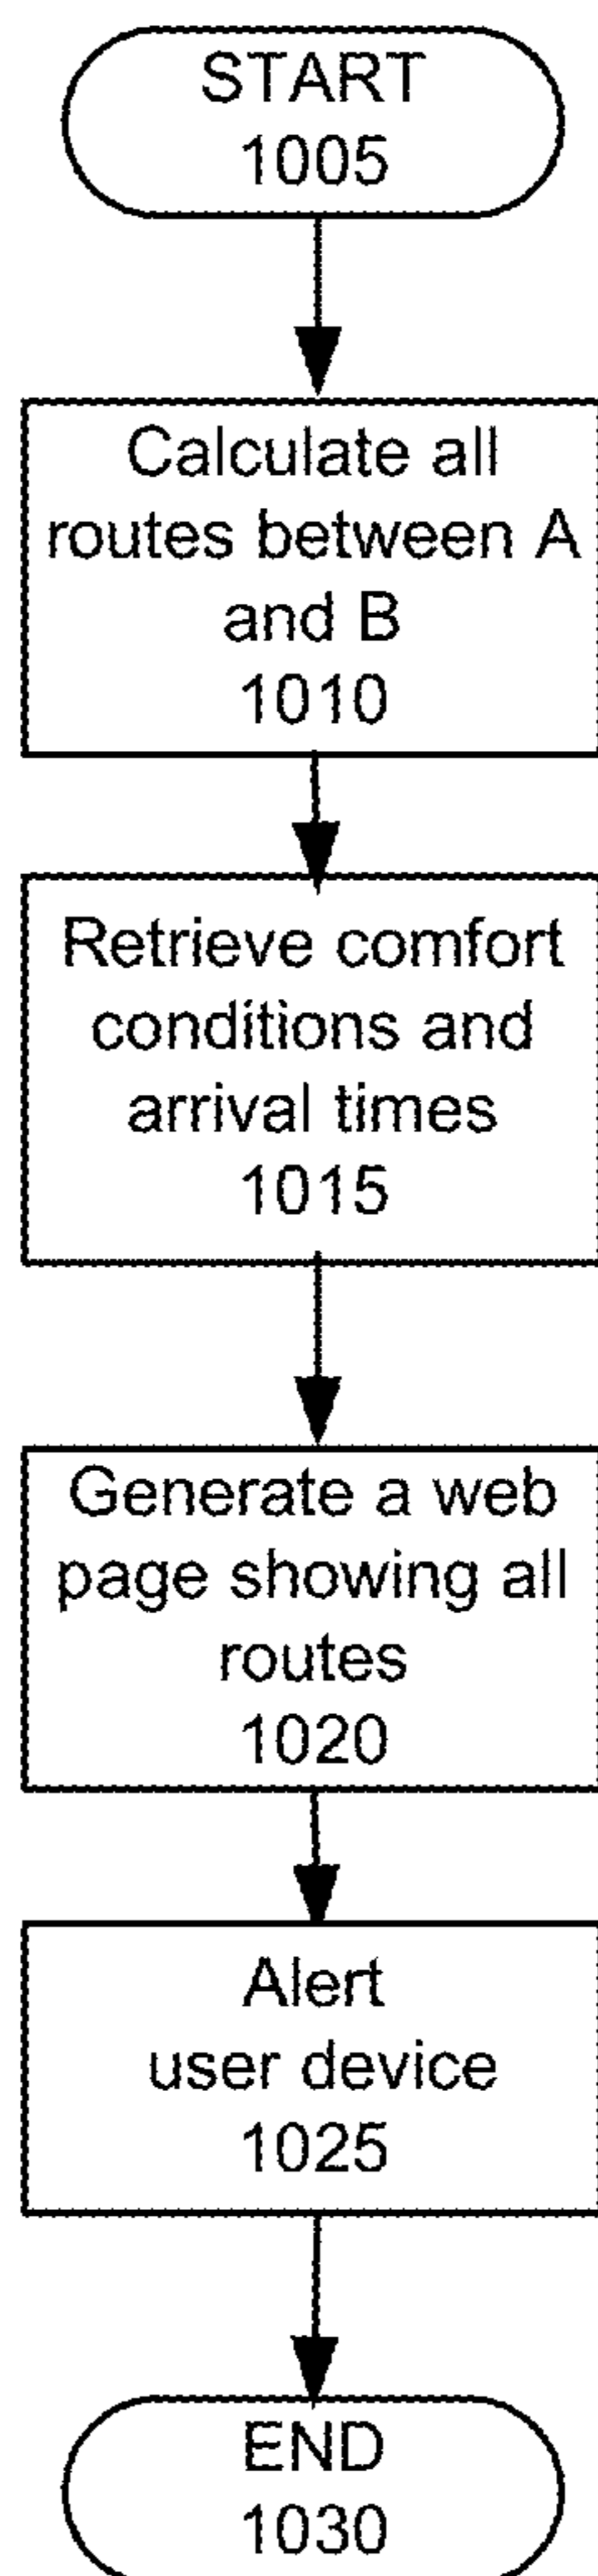 START
1005
Calculate all
routes between A
and B
1010
Retrieve comfort
conditions and
arrival times
1015
Generate a web
page showing all
routes
1020
Alert
user device
1025
END
1030